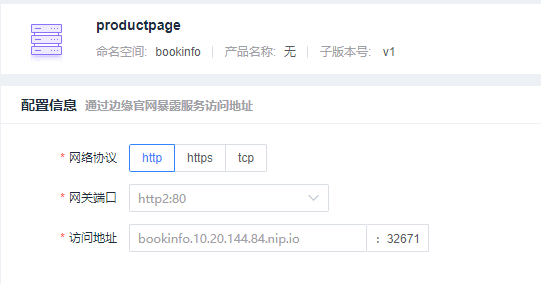 productpage
命名空间: bookinfo 产品名称: 无 子版本号: v1
配置信息 通过边缘官网暴露服务访问地址
* 网络协议 http https tcp
* 网关端口 http2:80
* 访问地址 bookinfo.10.20.144.84.nip.io : 32671